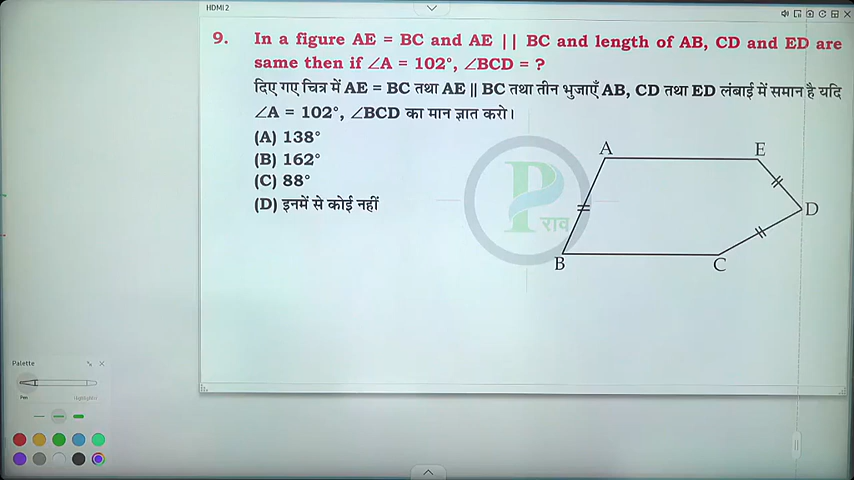 HDMI 2
9. In a figure AE = BC and AE || BC and length of AB, CD and ED are
same then if ∠A = 102°, ∠BCD = ?
दिए गए चित्र में AE = BC तथा AE || BC तथा तीन भुजाएँ AB, CD तथा ED लंबाई में समान है यदि
∠A = 102°, ∠BCD का मान ज्ञात करो।
(A) 138°
(B) 162°
(C) 88°
(D) इनमें से कोई नहीं
A
E
D
B
C
P
राव
Palette
Pen
Highlighter